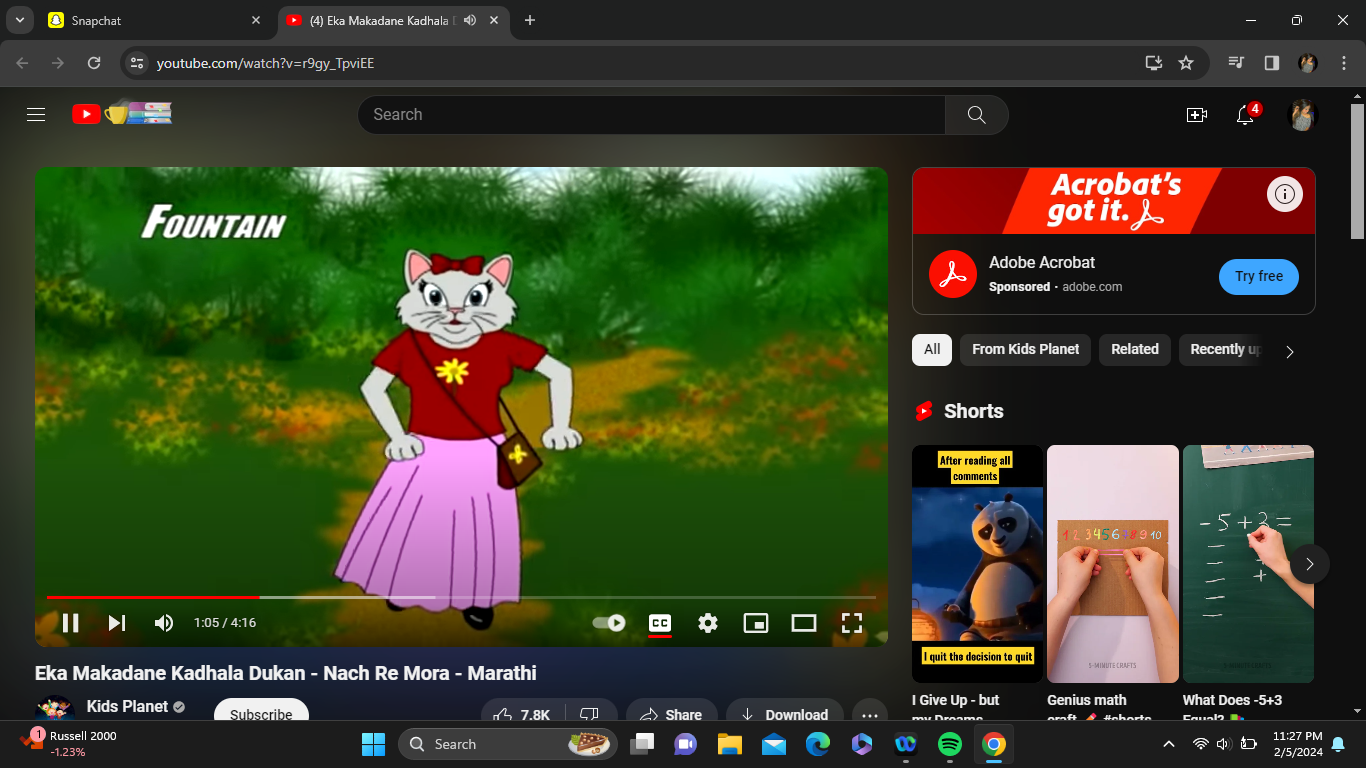 Snapchat
(4) Eka Makadane Kadhala D
youtube.com/watch?v=r9gy_TpviEE
Search
4
FOUNTAIN
1:05 / 4:16
CC
Eka Makadane Kadhala Dukan - Nach Re Mora - Marathi
Kids Planet
Subscribe
7.8K
Share
Download
Acrobat's
got it.
Adobe Acrobat
Sponsored · adobe.com
Try free
All
From Kids Planet
Related
Recently up
Shorts
After reading all
comments
I quit the decision to quit
1 2 3 4 5 6 7 8 9 10
5-MINUTE CRAFTS
-5+3=
I Give Up - but
my Dreams
Genius math
craft #shorts
What Does -5+3
Equal?
1
Russell 2000
-1.23%
Search
11:27 PM
2/5/2024